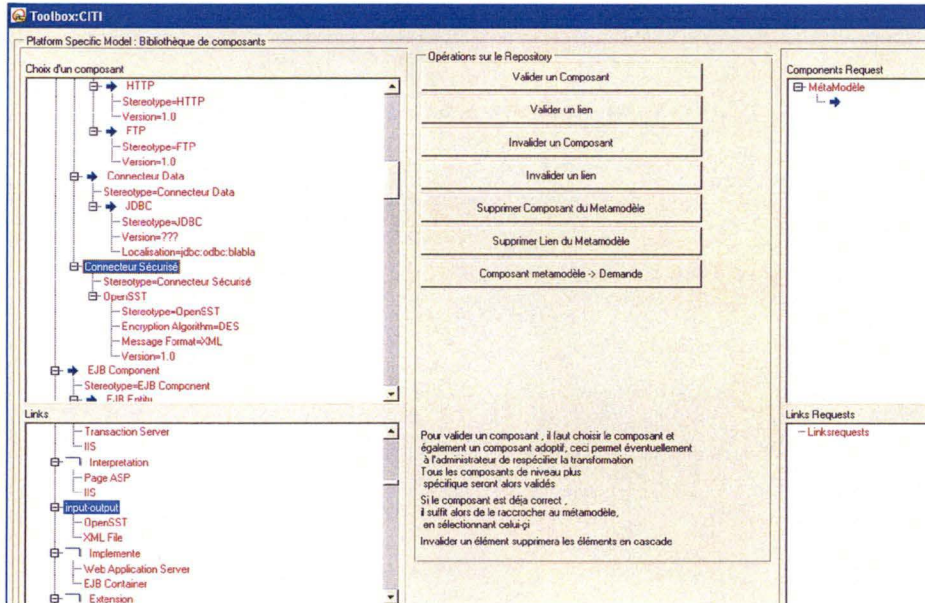 Toolbox:CITI
Platform Specific Model : Bibliothèque de composants
Choix d'un composant
HTTP
Stereotype=HTTP
Version=1.0
FTP
Stereotype=FTP
Version=1.0
Connecteur Data
Stereotype=Connecteur Data
JDBC
Stereotype=JDBC
Version=???
Localisation=jdbc:odbc:blabla
Connecteur Sécurisé
Stereotype=Connecteur Sécurisé
OpenSST
Stereotype=OpenSST
Encryption Algorithm=DES
Message Format=XML
Version=1.0
EJB Component
Stereotype=EJB Component
EJB Entity
Links
Transaction Server
IIS
Interpretation
Page ASP
IIS
input-output
OpenSST
XML File
Implemente
Web Application Server
EJB Container
Extension
Opérations sur le Repository
Valider un Composant
Valider un lien
Invalider un Composant
Invalider un lien
Supprimer Composant du Metamodèle
Supprimer Lien du Metamodèle
Composant metamodèle -> Demande
Pour valider un composant , il faut choisir le composant et
également un composant adoptif, ceci permet éventuellement
à l'administrateur de respécifier la transformation
Tous les composants de niveau plus
spécifique seront alors validés
Si le composant est déja correct ,
il suffit alors de le raccrocher au métamodèle,
en sélectionnant celui-çi
Invalider un élément supprimera les éléments en cascade
Components Request
MétaModèle
Links Requests
Linksrequests